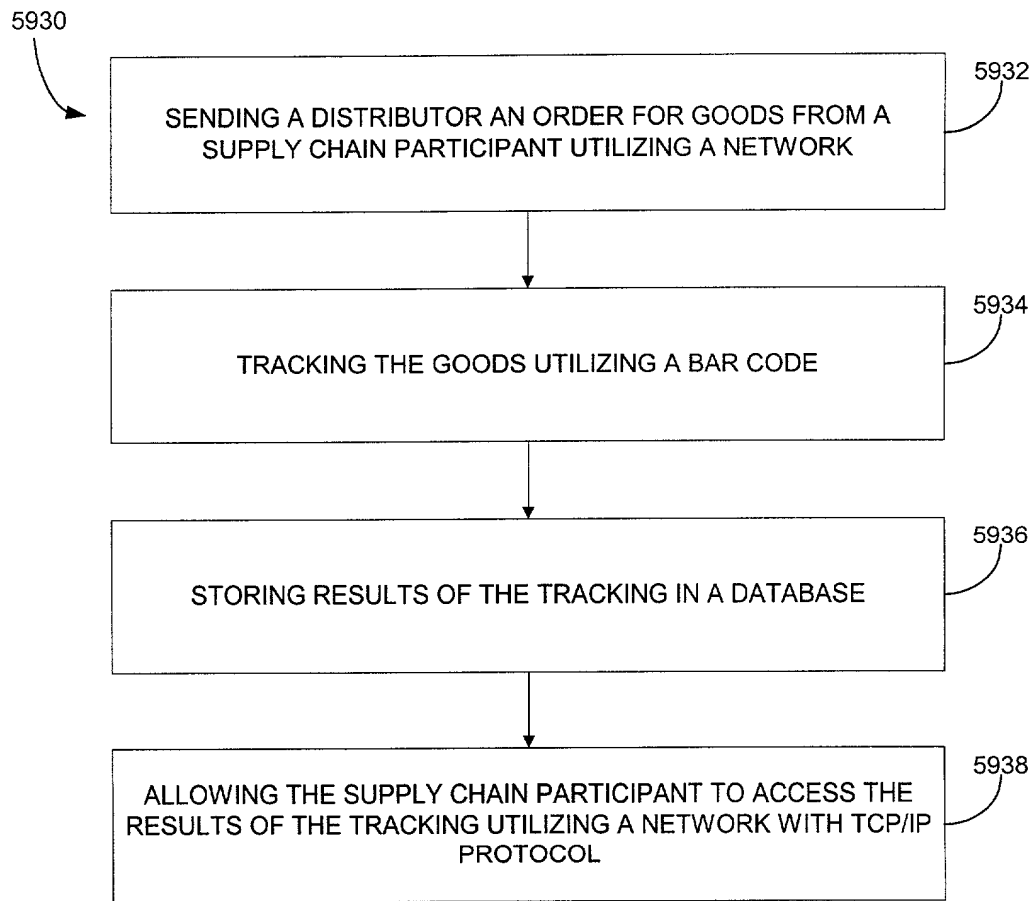 5930
5932
SENDING A DISTRIBUTOR AN ORDER FOR GOODS FROM A
SUPPLY CHAIN PARTICIPANT UTILIZING A NETWORK
5934
TRACKING THE GOODS UTILIZING A BAR CODE
5936
STORING RESULTS OF THE TRACKING IN A DATABASE
5938
ALLOWING THE SUPPLY CHAIN PARTICIPANT TO ACCESS THE
RESULTS OF THE TRACKING UTILIZING A NETWORK WITH TCP/IP
PROTOCOL